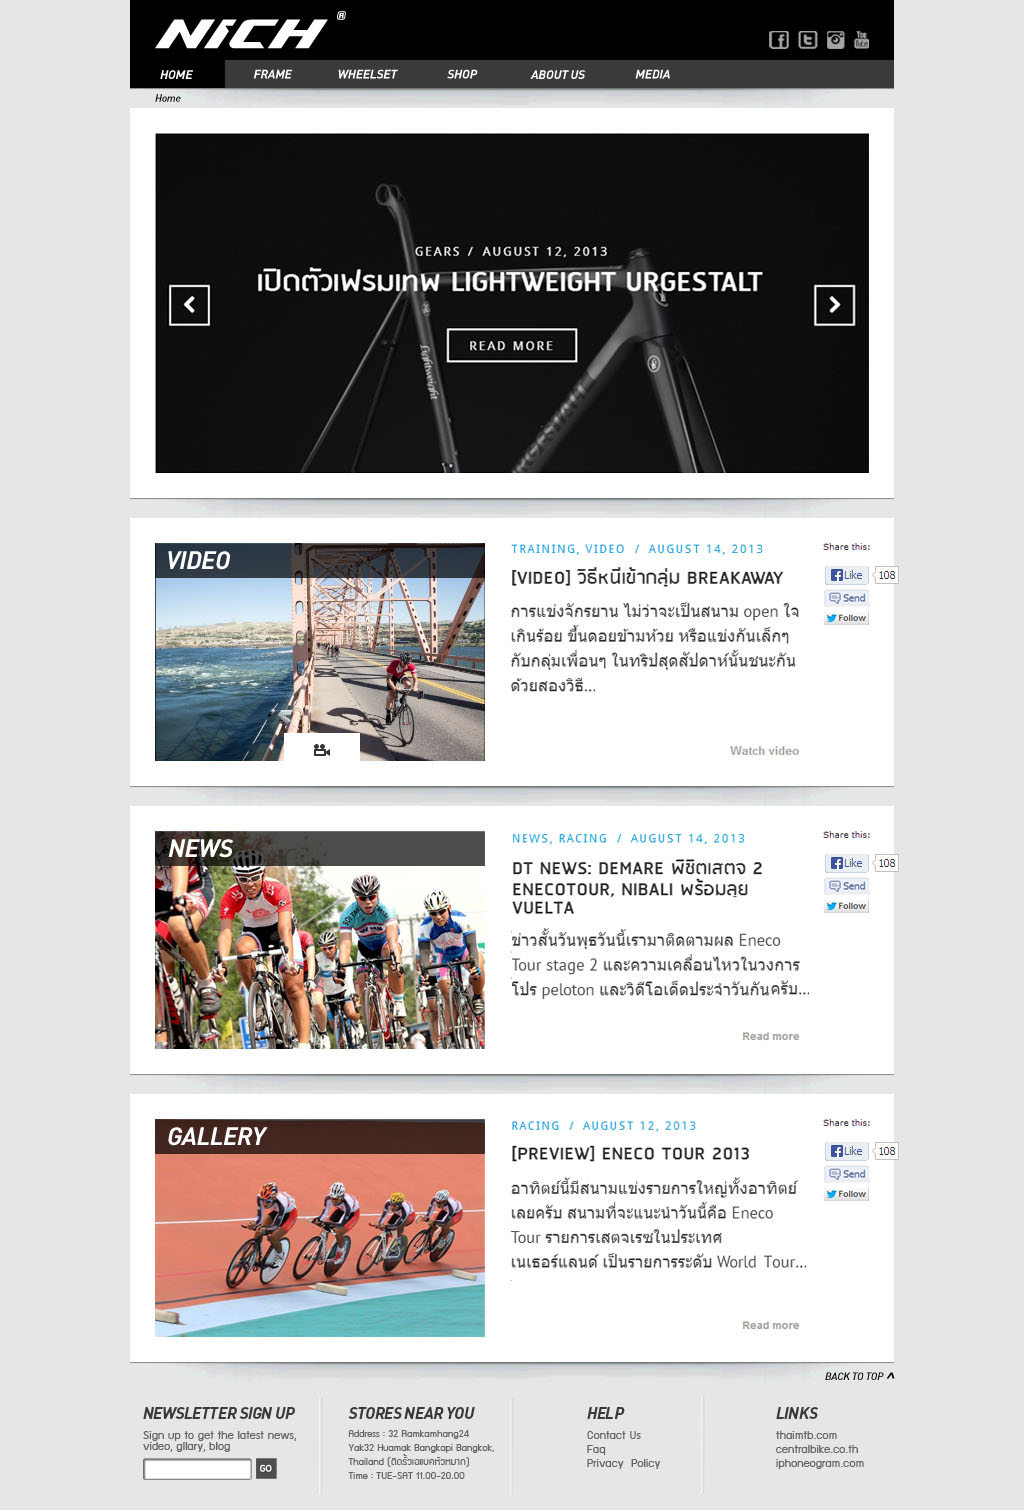 NICH ®
HOME FRAME WHEELSET SHOP ABOUT US MEDIA
Home
GEARS / AUGUST 12, 2013
เปิดตัวเฟรมเทพ LIGHTWEIGHT URGESTALT
READ MORE
Lightweight
VIDEO
TRAINING, VIDEO / AUGUST 14, 2013
[VIDEO] วิธีหนีเข้ากลุ่ม BREAKAWAY
การแข่งจักรยาน ไม่ว่าจะเป็นสนาม open ใจ
เกินร้อย ขึ้นดอยข้ามห้วย หรือแข่งกันเล็กๆ
กับกลุ่มเพื่อนๆ ในทริปสุดสัปดาห์นั้นชนะกัน
ด้วยสองวิธี...
Watch video
Share this:
Like 108
Send
Follow
NEWS
NEWS, RACING / AUGUST 14, 2013
DT NEWS: DEMARE พิชิตเสตจ 2
ENECOTOUR, NIBALI พร้อมลุย
VUELTA
ข่าวสั้นวันพุธวันนี้เรามาติดตามผล Eneco
Tour stage 2 และความเคลื่อนไหวในวงการ
โปร peloton และวิดีโอเด็ดประจำวันกันครับ...
Read more
Share this:
Like 108
Send
Follow
GALLERY
RACING / AUGUST 12, 2013
[PREVIEW] ENECO TOUR 2013
อาทิตย์นี้มีสนามแข่งรายการใหญ่ทั้งอาทิตย์
เลยครับ สนามที่จะแนะนำวันนี้คือ Eneco
Tour รายการเสตจเรซในประเทศ
เนเธอร์แลนด์ เป็นรายการระดับ World Tour...
Read more
Share this:
Like 108
Send
Follow
BACK TO TOP ^
NEWSLETTER SIGN UP
Sign up to get the latest news,
video, gllary, blog
GO
STORES NEAR YOU
Address : 32 Ramkamhang24
Yak32 Huamak Bangkapi Bangkok,
Thailand (ติดรั้วเอแบคหัวหมาก)
Time : TUE-SAT 11.00-20.00
HELP
Contact Us
Faq
Privacy Policy
LINKS
thaimtb.com
centralbike.co.th
iphoneogram.com